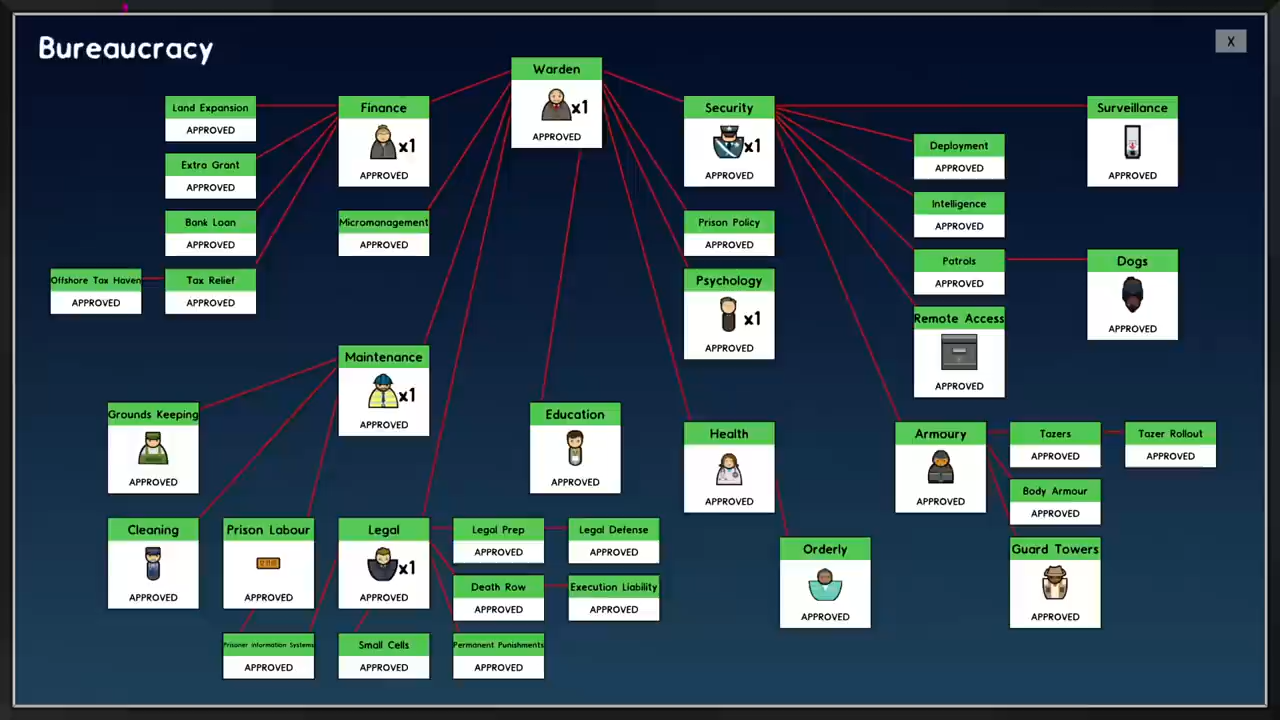 Bureaucracy
X
Warden
x1
APPROVED
Land Expansion
APPROVED
Finance
x1
APPROVED
Security
x1
APPROVED
Surveillance
APPROVED
Deployment
APPROVED
Extra Grant
APPROVED
Intelligence
APPROVED
Bank Loan
APPROVED
Micromanagement
APPROVED
Prison Policy
APPROVED
Patrols
APPROVED
Dogs
APPROVED
Offshore Tax Haven
APPROVED
Tax Relief
APPROVED
Psychology
x1
APPROVED
Remote Access
APPROVED
Maintenance
x1
APPROVED
Grounds Keeping
APPROVED
Education
APPROVED
Health
APPROVED
Armoury
APPROVED
Tazers
APPROVED
Tazer Rollout
APPROVED
Body Armour
APPROVED
Cleaning
APPROVED
Prison Labour
APPROVED
Legal
x1
APPROVED
Legal Prep
APPROVED
Legal Defense
APPROVED
Orderly
APPROVED
Guard Towers
APPROVED
Death Row
APPROVED
Execution Liability
APPROVED
Prisoner Information Systems
APPROVED
Small Cells
APPROVED
Permanent Punishments
APPROVED